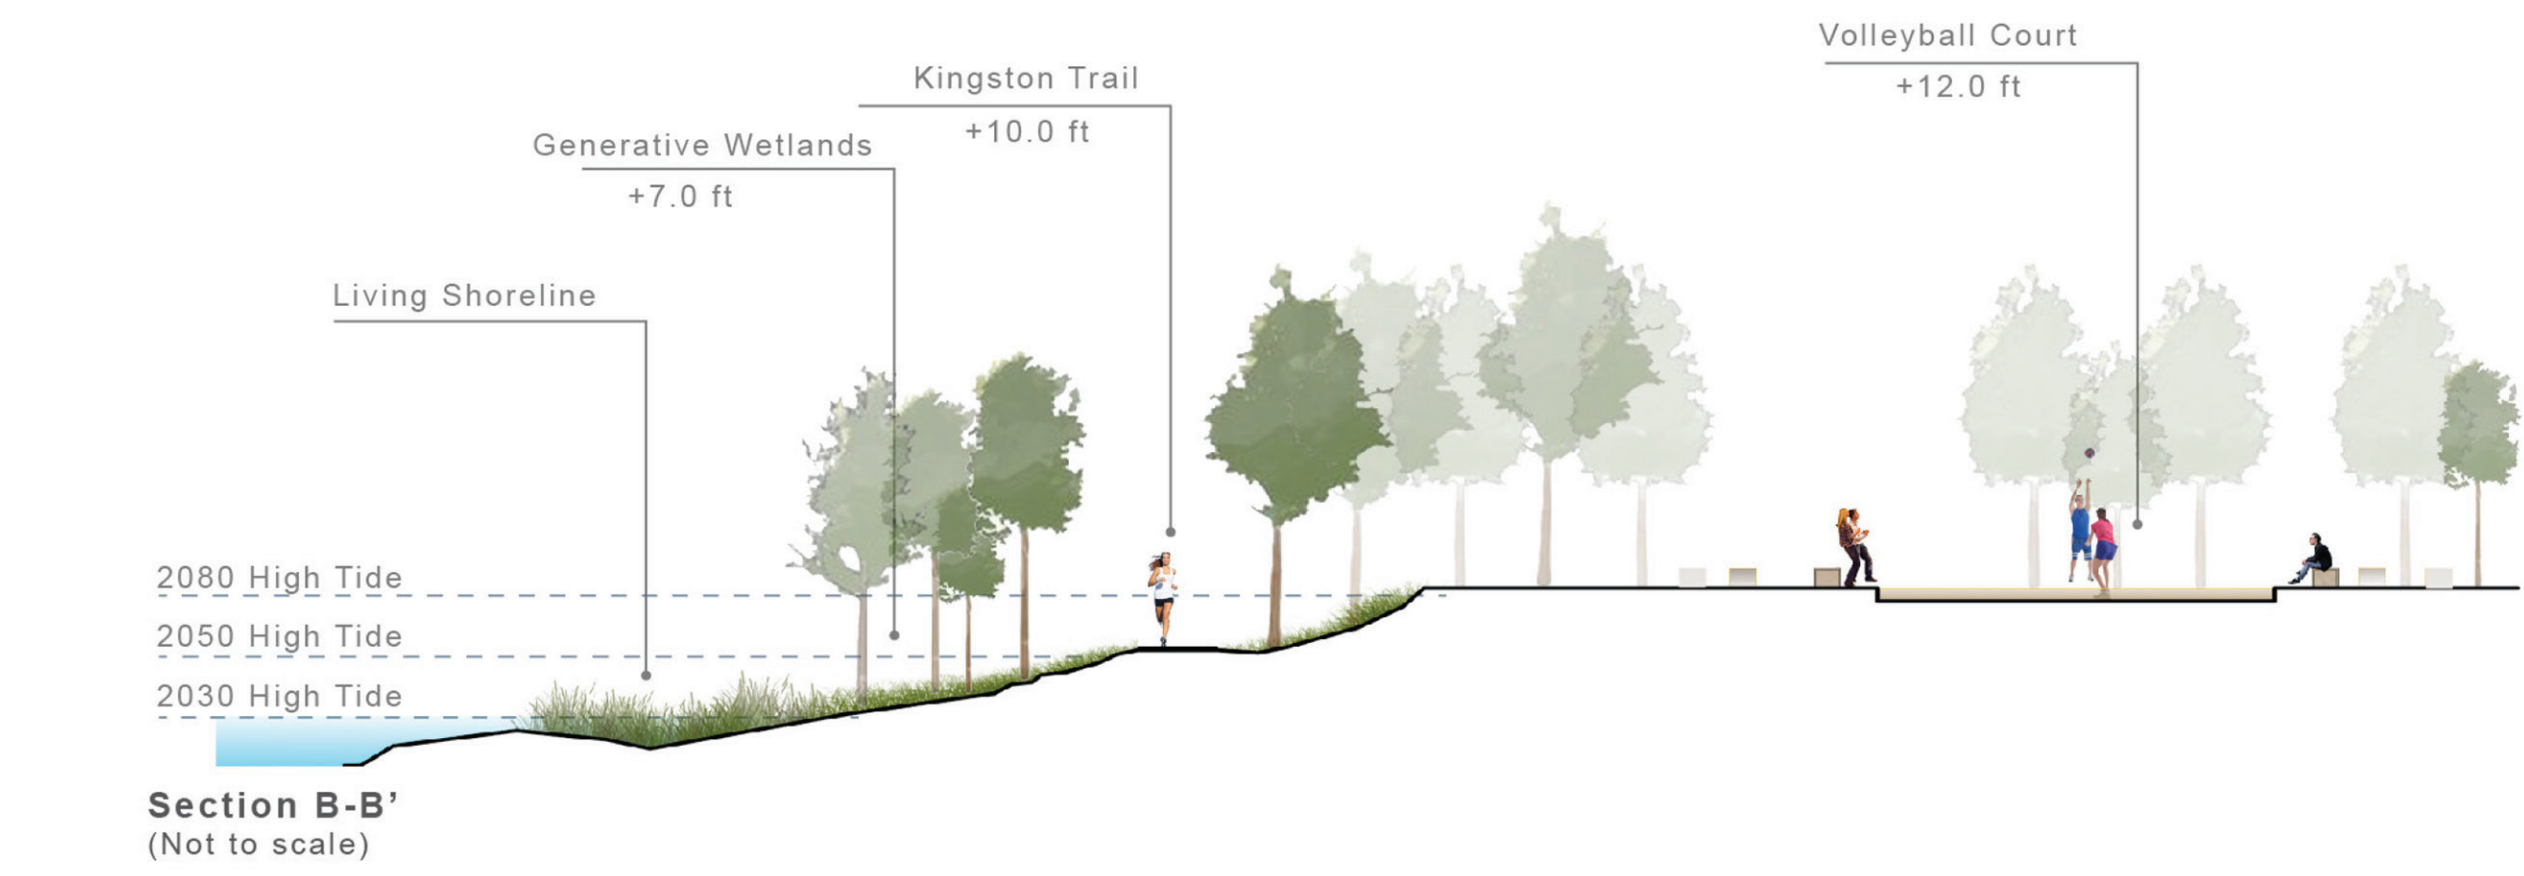 Volleyball Court
+12.0 ft
Kingston Trail
+10.0 ft
Generative Wetlands
+7.0 ft
Living Shoreline
2080 High Tide
2050 High Tide
2030 High Tide
Section B-B’
(Not to scale)